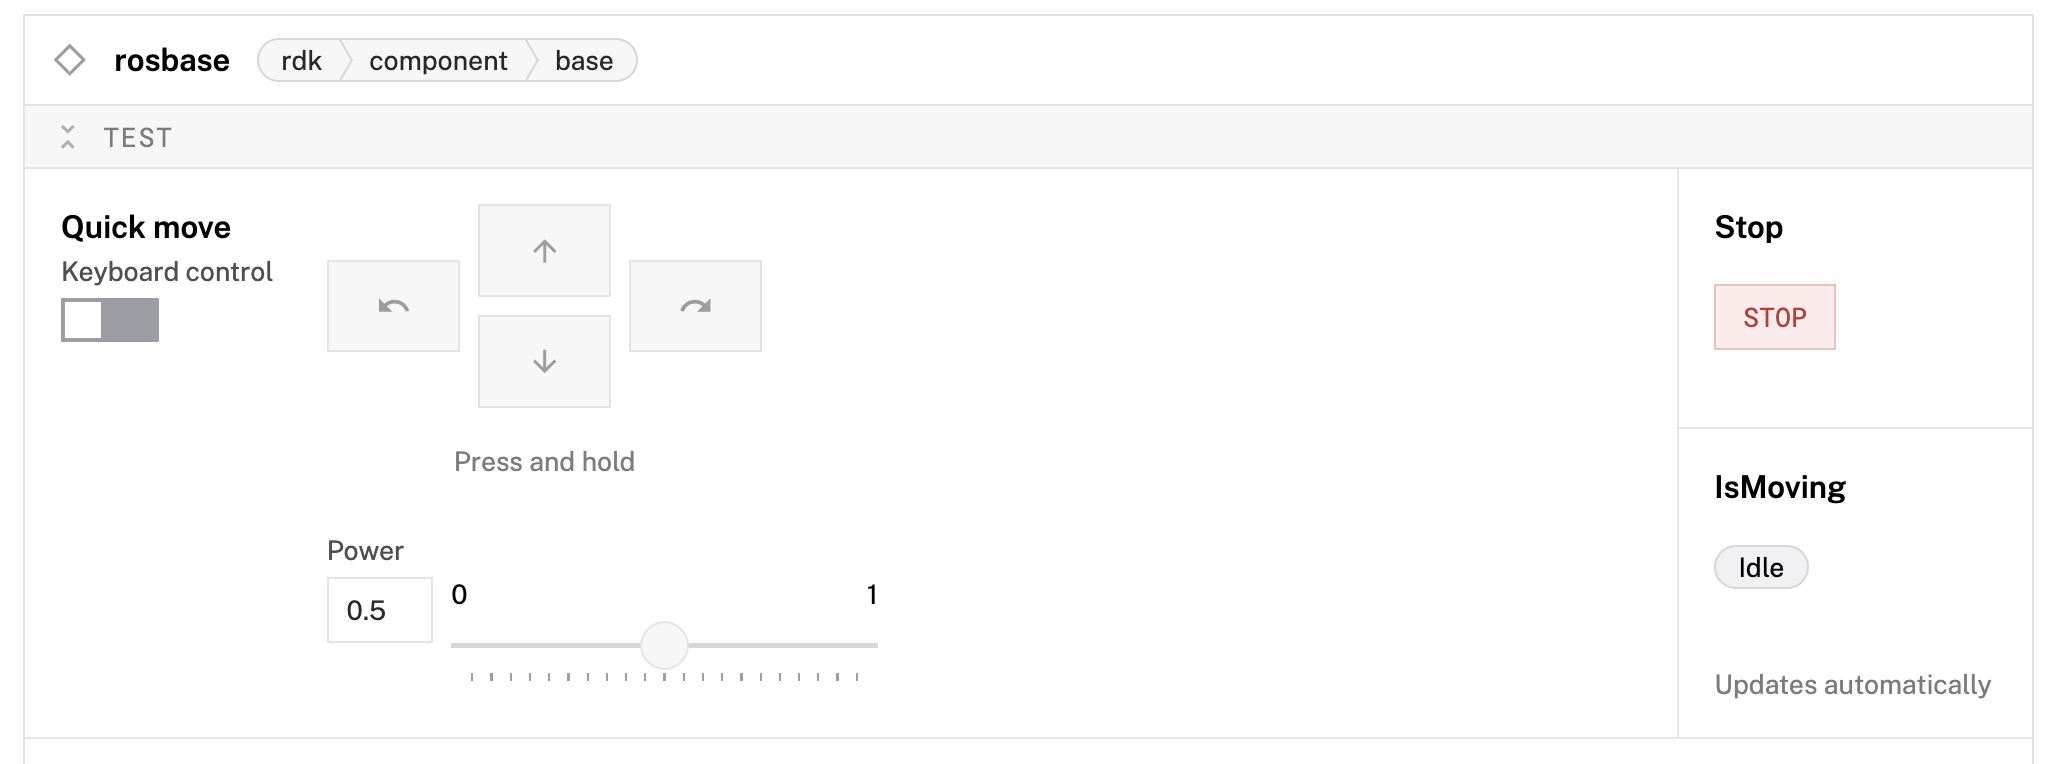 rosbase rdk component base
TEST
Quick move
Keyboard control
Press and hold
Power
0.5
0 1
Stop
STOP
IsMoving
Idle
Updates automatically